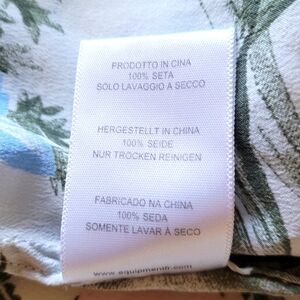 PRODOTTO IN CINA
100% SETA
SOLO LAVAGGIO A SECCO
HERGESTELLT IN CHINA
100% SEIDE
NUR TROCKEN REINIGEN
FABRICADO NA CHINA
100% SEDA
SOMENTE LAVAR À SECO
www.equipmentfr.com